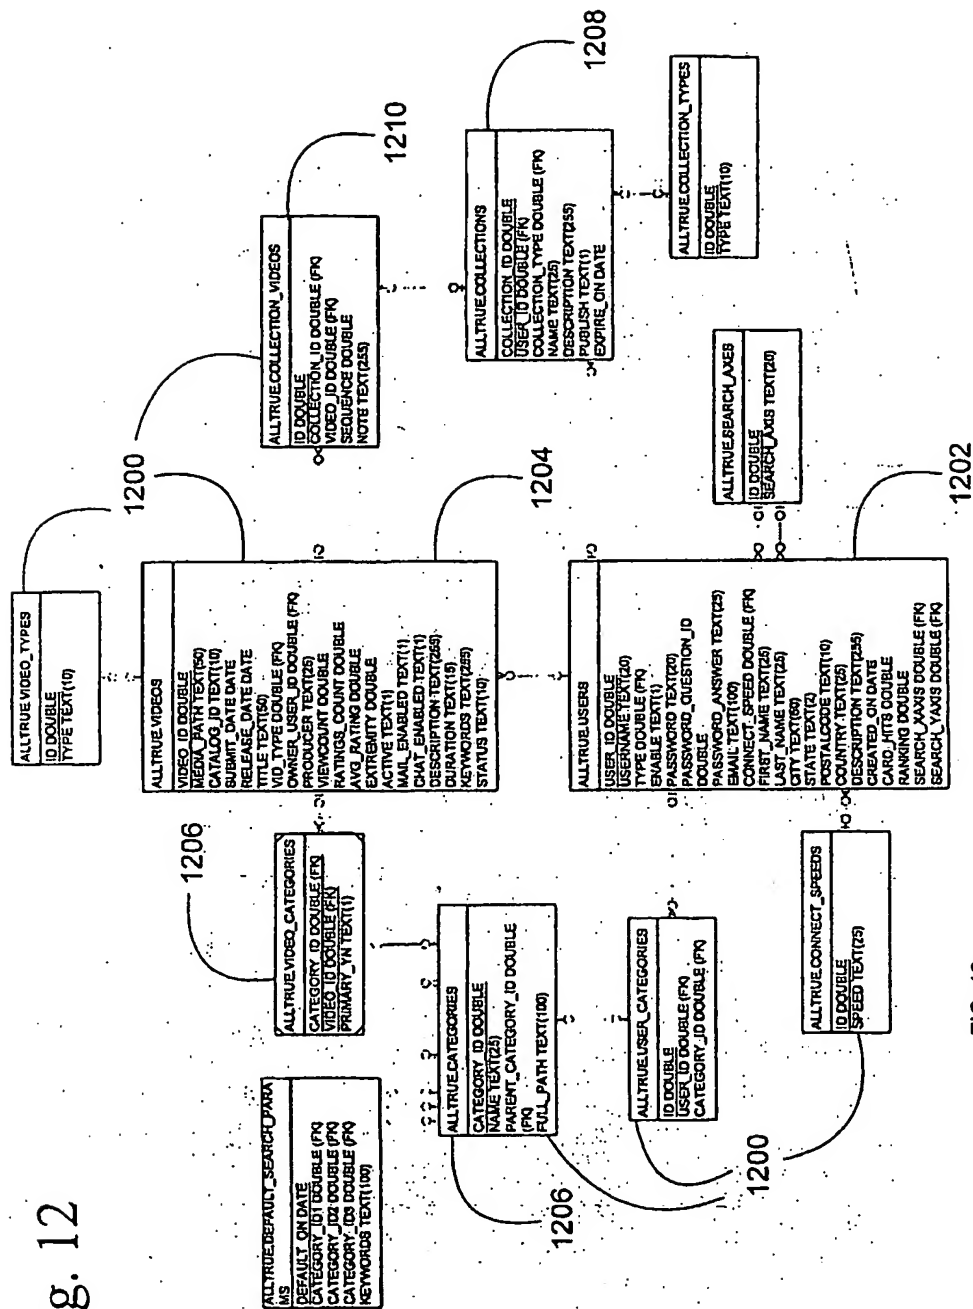 g. 12
ALLTRUE.DEFAULT_SEARCH_PARA
MS
DEFAULT_ON DATE
CATEGORY_ID1 DOUBLE (FK)
CATEGORY_ID2 DOUBLE (FK)
CATEGORY_ID3 DOUBLE (FK)
KEYWORDS TEXT(100)
1206
ALLTRUE.VIDEO_CATEGORIES
CATEGORY_ID DOUBLE (FK)
VIDEO_ID DOUBLE (FK)
PRIMARY_YN TEXT(1)
ALLTRUE.VIDEO_TYPES
ID DOUBLE
TYPE TEXT(10)
1200
ALLTRUE.VIDEOS
VIDEO_ID DOUBLE
MEDIA_PATH TEXT(50)
CATALOG_ID TEXT(10)
SUBMIT_DATE DATE
RELEASE_DATE DATE
TITLE TEXT(50)
VID_TYPE DOUBLE (FK)
OWNER_USER_ID DOUBLE (FK)
PRODUCER TEXT(25)
VIEWCOUNT DOUBLE
RATINGS_COUNT DOUBLE
AVG_RATING DOUBLE
EXTREMITY DOUBLE
ACTIVE TEXT(1)
MAIL_ENABLED TEXT(1)
CHAT_ENABLED TEXT(1)
DESCRIPTION TEXT(255)
DURATION TEXT(15)
KEYWORDS TEXT(255)
STATUS TEXT(10)
1204
ALLTRUE.COLLECTION_VIDEOS
ID DOUBLE
COLLECTION_ID DOUBLE (FK)
VIDEO_ID DOUBLE (FK)
SEQUENCE DOUBLE
NOTE TEXT(255)
1210
ALLTRUE.CATEGORIES
CATEGORY_ID DOUBLE
NAME TEXT(25)
PARENT_CATEGORY_ID DOUBLE
(FK)
FULL_PATH TEXT(100)
1206
ALLTRUE.COLLECTIONS
COLLECTION_ID DOUBLE
USER_ID DOUBLE (FK)
COLLECTION_TYPE DOUBLE (FK)
NAME TEXT(25)
DESCRIPTION TEXT(255)
PUBLISH TEXT(1)
EXPIRE_ON DATE
1208
ALLTRUE.USER_CATEGORIES
ID DOUBLE
USER_ID DOUBLE (FK)
CATEGORY_ID DOUBLE (FK)
1200
ALLTRUE.USERS
USER_ID DOUBLE
USERNAME TEXT(20)
TYPE DOUBLE (FK)
ENABLE TEXT(1)
PASSWORD TEXT(20)
PASSWORD_QUESTION_ID
DOUBLE
PASSWORD_ANSWER TEXT(25)
EMAIL TEXT(100)
CONNECT_SPEED DOUBLE (FK)
FIRST_NAME TEXT(25)
LAST_NAME TEXT(25)
CITY TEXT(50)
STATE TEXT(2)
POSTALCODE TEXT(10)
COUNTRY TEXT(25)
DESCRIPTION TEXT(255)
CREATED_ON DATE
CARD_HITS DOUBLE
RANKING DOUBLE
SEARCH_XAXIS DOUBLE (FK)
SEARCH_YAXIS DOUBLE (FK)
1202
ALLTRUE.SEARCH_AXES
ID DOUBLE
SEARCH_AXIS TEXT(20)
ALLTRUE.COLLECTION_TYPES
ID DOUBLE
TYPE TEXT(10)
ALLTRUE.CONNECT_SPEEDS
ID DOUBLE
SPEED TEXT(25)